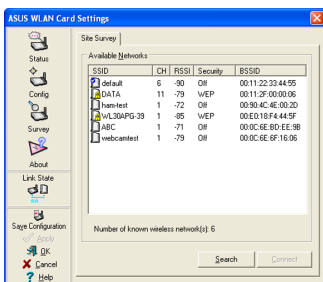 ASUS WLAN Card Settings
Status
Config
Survey
About
Link State
Save Configuration
Apply
OK
Cancel
Help
Site Survey
Available Networks
SSID CH RSSI Security BSSID
default 6 -90 Off 00:11:22:33:44:55
DATA 11 -79 WEP 00:11:2F:00:00:06
ham-test 1 -72 Off 00:90:4C:4E:00:2D
WL30APG-39 1 -85 WEP 00:E0:18:F4:44:5F
ABC 1 -71 Off 00:0C:6E:BD:EE:9B
webcamtest 1 -79 Off 00:0C:6E:6F:16:06
Number of known wireless network(s): 6
Search Connect